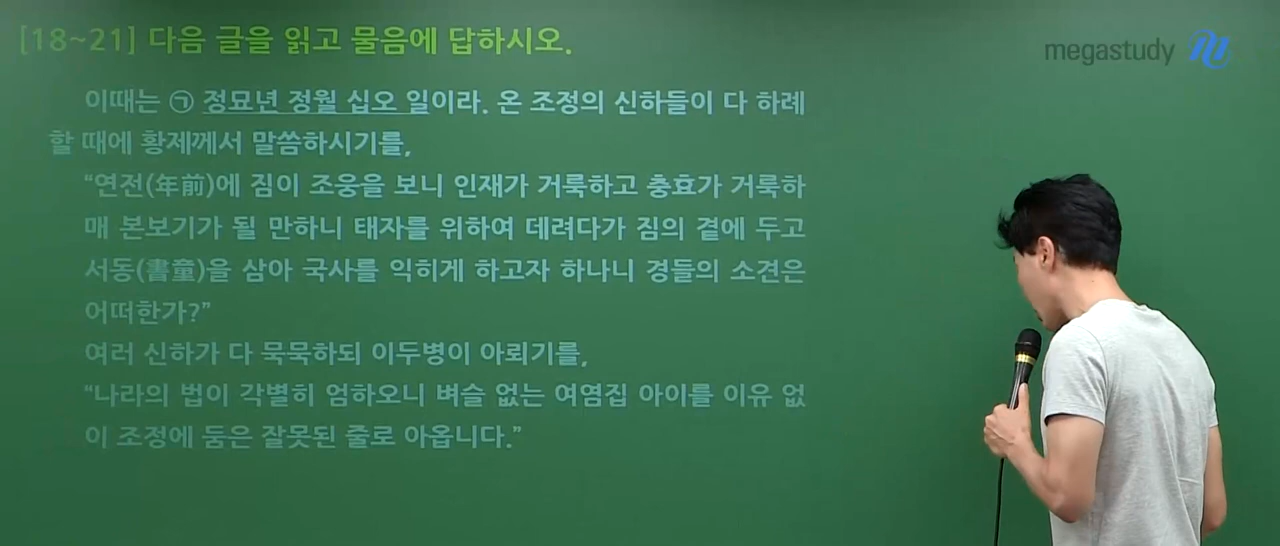 [18~21] 다음 글을 읽고 물음에 답하시오.
megastudy
이때는 ㉠ 정묘년 정월 십오 일이라. 온 조정의 신하들이 다 하례
할 때에 황제께서 말씀하시기를,
“연전(年前)에 짐이 조웅을 보니 인재가 거룩하고 충효가 거룩하
매 본보기가 될 만하니 태자를 위하여 데려다가 짐의 곁에 두고
서동(書童)을 삼아 국사를 익히게 하고자 하나니 경들의 소견은
어떠한가?”
여러 신하가 다 묵묵하되 이두병이 아뢰기를,
“나라의 법이 각별히 엄하오니 벼슬 없는 여염집 아이를 이유 없
이 조정에 둠은 잘못된 줄로 아옵니다.”